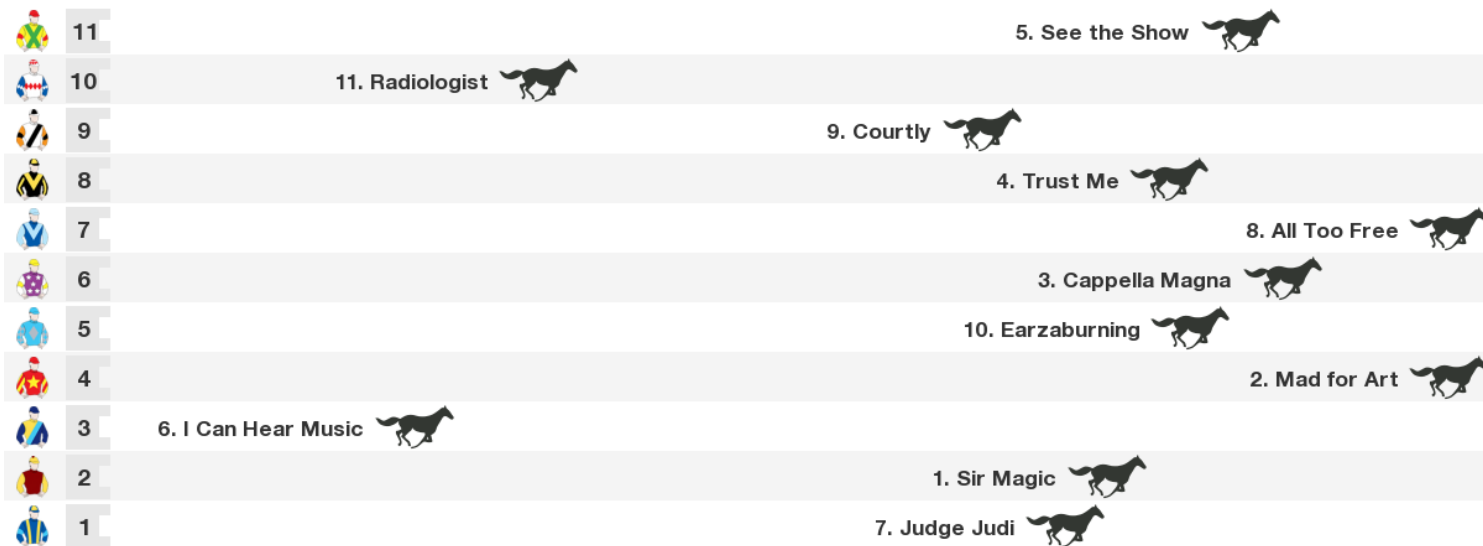 11 5. See the Show
10 11. Radiologist
9 9. Courtly
8 4. Trust Me
7 8. All Too Free
6 3. Cappella Magna
5 10. Earzaburning
4 2. Mad for Art
3 6. I Can Hear Music
2 1. Sir Magic
1 7. Judge Judi